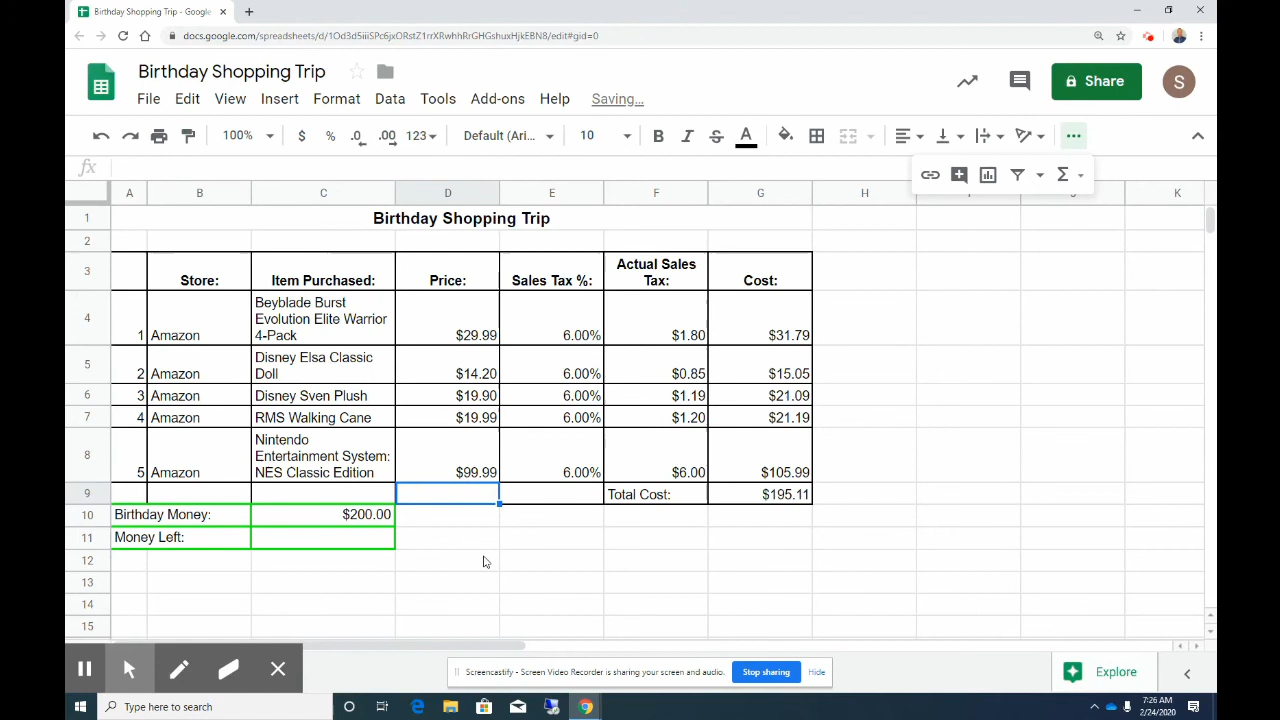 Birthday Shopping Trip - Google
docs.google.com/spreadsheets/d/1Od3d5iiiSPc6jxORstZ1rrXRwhhRrGHGshuxHjkEBN8/edit#gid=0
Birthday Shopping Trip
File Edit View Insert Format Data Tools Add-ons Help Saving...
Share
S
100% $ % .0 .00 123 Default (Ari... 10 B I S A
fx
A B C D E F G H K
1 Birthday Shopping Trip
2
3 Store: Item Purchased: Price: Sales Tax %: Actual Sales
Tax: Cost:
4 Beyblade Burst
Evolution Elite Warrior
1 Amazon 4-Pack $29.99 6.00% $1.80 $31.79
5 Disney Elsa Classic
2 Amazon Doll $14.20 6.00% $0.85 $15.05
6 3 Amazon Disney Sven Plush $19.90 6.00% $1.19 $21.09
7 4 Amazon RMS Walking Cane $19.99 6.00% $1.20 $21.19
8 Nintendo
Entertainment System:
5 Amazon NES Classic Edition $99.99 6.00% $6.00 $105.99
9 Total Cost: $195.11
10 Birthday Money: $200.00
11 Money Left:
12
13
14
15
Screencastify - Screen Video Recorder is sharing your screen and audio. Stop sharing Hide
Explore
Type here to search
7:26 AM
2/24/2020